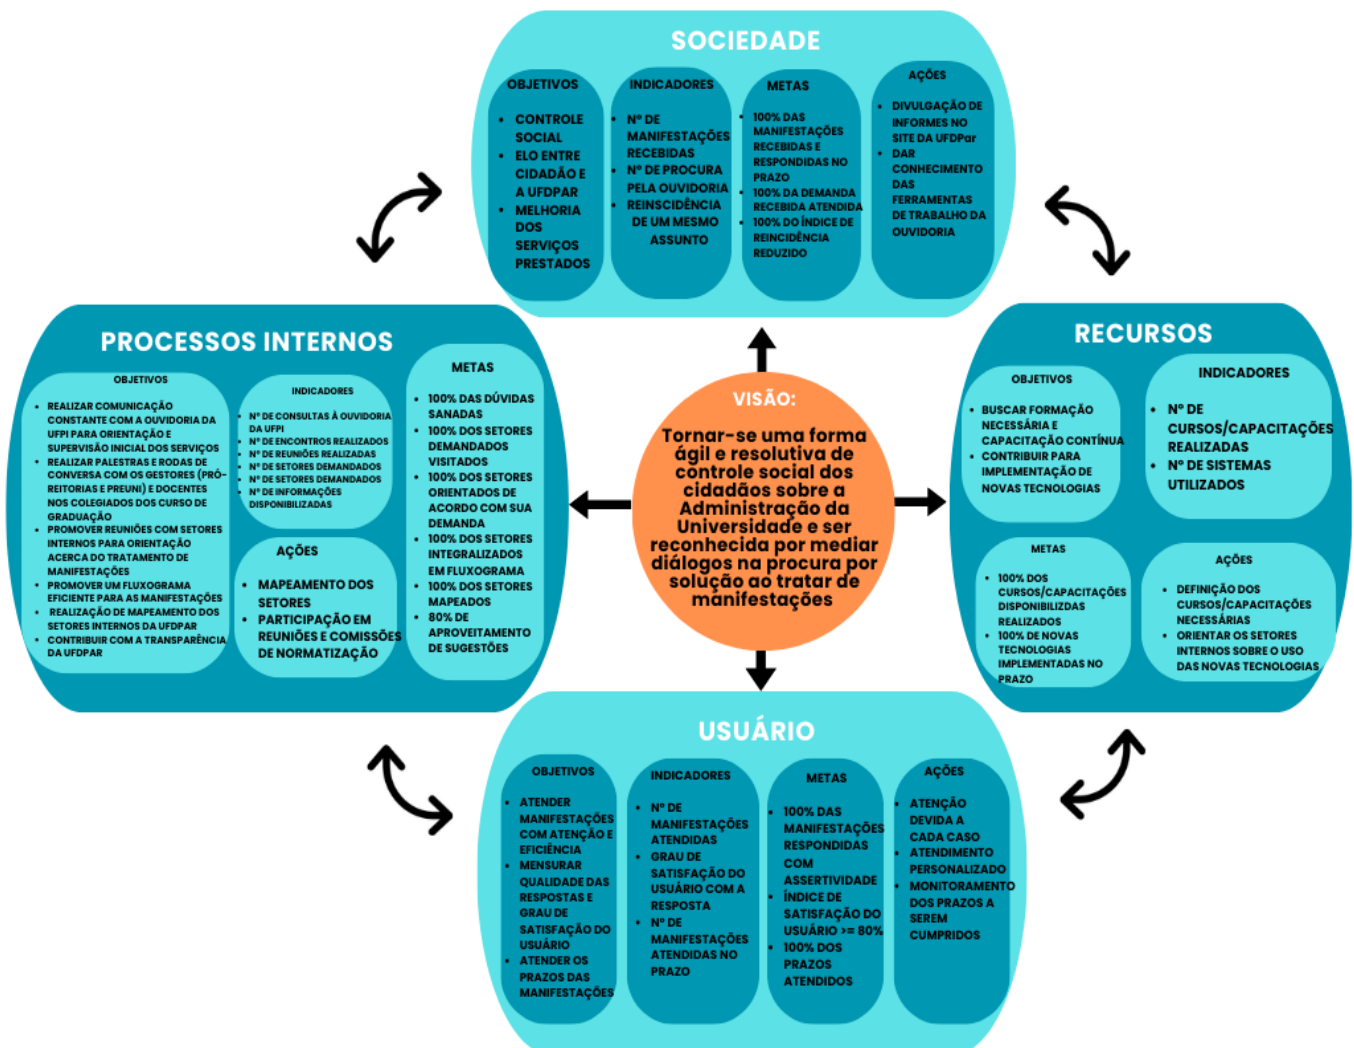 SOCIEDADE
OBJETIVOS
• CONTROLE
SOCIAL
• ELO ENTRE
CIDADÃO E
A UFDPAR
• MELHORIA
DOS
SERVIÇOS
PRESTADOS
INDICADORES
• Nº DE
MANIFESTAÇÕES
RECEBIDAS
• Nº DE PROCURA
PELA OUVIDORIA
• REINSCIDÊNCIA
DE UM MESMO
ASSUNTO
METAS
• 100% DAS
MANIFESTAÇÕES
RECEBIDAS E
RESPONDIDAS NO
PRAZO
• 100% DA DEMANDA
RECEBIDA ATENDIDA
• 100% DO ÍNDICE DE
REINCIDÊNCIA
REDUZIDO
AÇÕES
• DIVULGAÇÃO DE
INFORMES NO
SITE DA UFDPar
• DAR
CONHECIMENTO
DAS
FERRAMENTAS
DE TRABALHO DA
OUVIDORIA
PROCESSOS INTERNOS
OBJETIVOS
• REALIZAR COMUNICAÇÃO
CONSTANTE COM A OUVIDORIA DA
UFPI PARA ORIENTAÇÃO E
SUPERVISÃO INICIAL DOS SERVIÇOS
• REALIZAR PALESTRAS E RODAS DE
CONVERSA COM OS GESTORES (PRÓ-
REITORIAS E PREUNI) E DOCENTES
NOS COLEGIADOS DOS CURSO DE
GRADUAÇÃO
• PROMOVER REUNIÕES COM SETORES
INTERNOS PARA ORIENTAÇÃO
ACERCA DO TRATAMENTO DE
MANIFESTAÇÕES
• PROMOVER UM FLUXOGRAMA
EFICIENTE PARA AS MANIFESTAÇÕES
• REALIZAÇÃO DE MAPEAMENTO DOS
SETORES INTERNOS DA UFDPAR
• CONTRIBUIR COM A TRANSPARÊNCIA
DA UFDPAR
INDICADORES
• Nº DE CONSULTAS À OUVIDORIA
DA UFPI
• Nº DE ENCONTROS REALIZADOS
• Nº DE REUNIÕES REALIZADAS
• Nº DE SETORES DEMANDADOS
• Nº DE SETORES DEMANDADOS
• Nº DE INFORMAÇÕES
DISPONIBILIZADAS
AÇÕES
• MAPEAMENTO DOS
SETORES
• PARTICIPAÇÃO EM
REUNIÕES E COMISSÕES
DE NORMATIZAÇÃO
METAS
• 100% DAS DÚVIDAS
SANADAS
• 100% DOS SETORES
DEMANDADOS
VISITADOS
• 100% DOS SETORES
ORIENTADOS DE
ACORDO COM SUA
DEMANDA
• 100% DOS SETORES
INTEGRALIZADOS
EM FLUXOGRAMA
• 100% DOS SETORES
MAPEADOS
• 80% DE
APROVEITAMENTO
DE SUGESTÕES
VISÃO:
Tornar-se uma forma
ágil e resolutiva de
controle social dos
cidadãos sobre a
Administração da
Universidade e ser
reconhecida por mediar
diálogos na procura por
solução ao tratar de
manifestações
RECURSOS
OBJETIVOS
• BUSCAR FORMAÇÃO
NECESSÁRIA E
CAPACITAÇÃO CONTÍNUA
• CONTRIBUIR PARA
IMPLEMENTAÇÃO DE
NOVAS TECNOLOGIAS
INDICADORES
• Nº DE
CURSOS/CAPACITAÇÕES
REALIZADAS
• Nº DE SISTEMAS
UTILIZADOS
METAS
• 100% DOS
CURSOS/CAPACITAÇÕES
DISPONIBILIZDAS
REALIZADOS
• 100% DE NOVAS
TECNOLOGIAS
IMPLEMENTADAS NO
PRAZO
AÇÕES
• DEFINIÇÃO DOS
CURSOS/CAPACITAÇÕES
NECESSÁRIAS
• ORIENTAR OS SETORES
INTERNOS SOBRE O USO
DAS NOVAS TECNOLOGIAS
USUÁRIO
OBJETIVOS
• ATENDER
MANIFESTAÇÕES
COM ATENÇÃO E
EFICIÊNCIA
• MENSURAR
QUALIDADE DAS
RESPOSTAS E
GRAU DE
SATISFAÇÃO DO
USUÁRIO
• ATENDER OS
PRAZOS DAS
MANIFESTAÇÕES
INDICADORES
• Nº DE
MANIFESTAÇÕES
ATENDIDAS
• GRAU DE
SATISFAÇÃO DO
USUÁRIO COM A
RESPOSTA
• Nº DE
MANIFESTAÇÕES
ATENDIDAS NO
PRAZO
METAS
• 100% DAS
MANIFESTAÇÕES
RESPONDIDAS
COM
ASSERTIVIDADE
• ÍNDICE DE
SATISFAÇÃO DO
USUÁRIO >= 80%
• 100% DOS
PRAZOS
ATENDIDOS
AÇÕES
• ATENÇÃO
DEVIDA A
CADA CASO
• ATENDIMENTO
PERSONALIZADO
• MONITORAMENTO
DOS PRAZOS A
SEREM
CUMPRIDOS